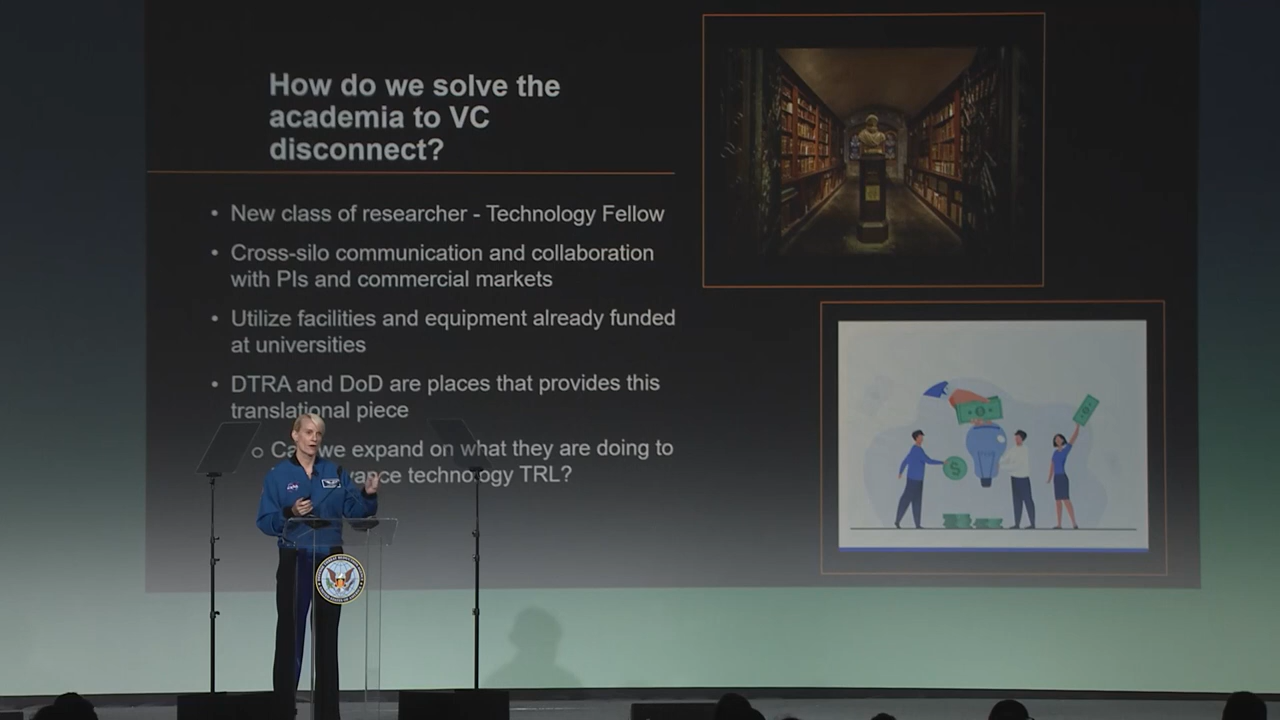 How do we solve the
academia to VC
disconnect?
• New class of researcher - Technology Fellow
• Cross-silo communication and collaboration
with PIs and commercial markets
• Utilize facilities and equipment already funded
at universities
• DTRA and DoD are places that provides this
translational piece
o Can we expand on what they are doing to
vance technology TRL?